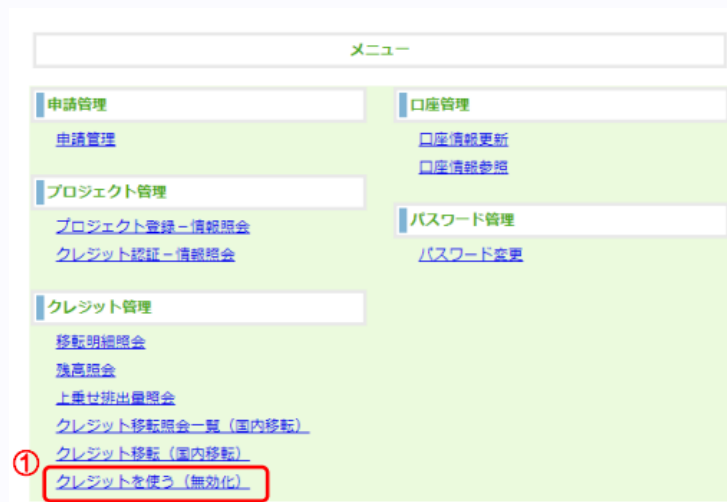 メニュー
申請管理
申請管理
プロジェクト管理
プロジェクト登録－情報照会
クレジット認証－情報照会
クレジット管理
移転明細照会
残高照会
上乗せ排出量照会
クレジット移転照会一覧（国内移転）
クレジット移転（国内移転）
①
クレジットを使う（無効化）
口座管理
口座情報更新
口座情報参照
パスワード管理
パスワード変更